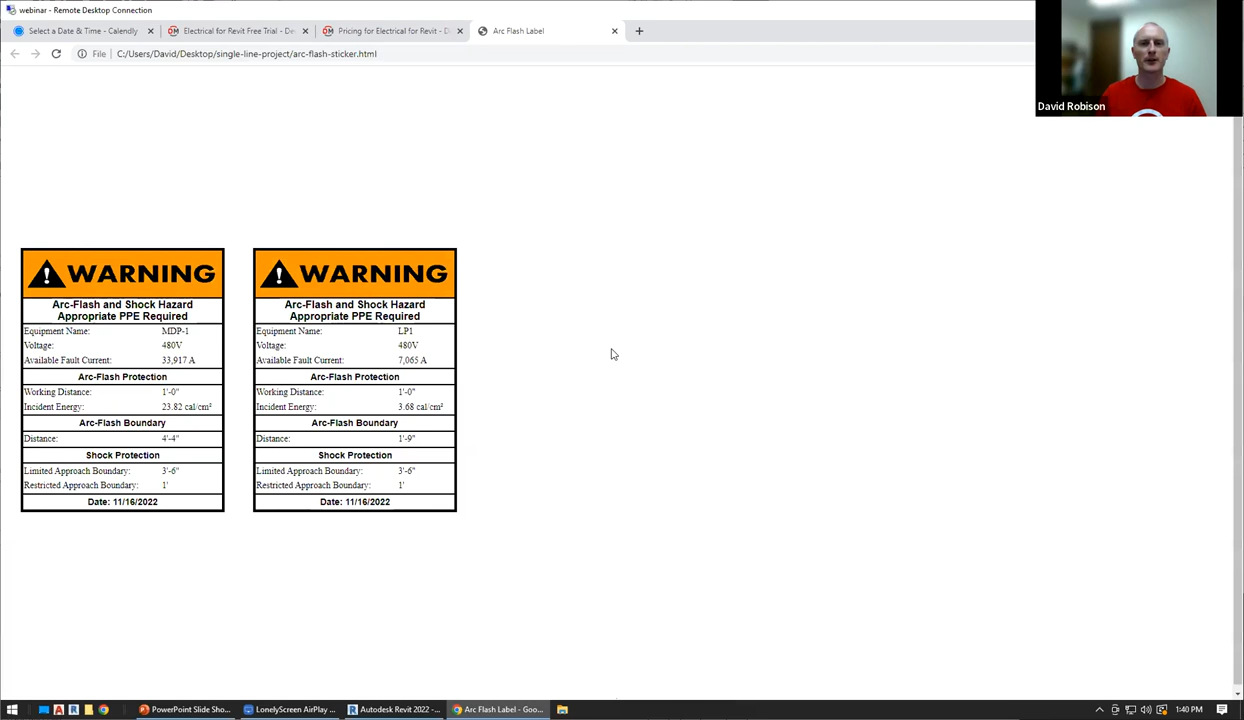 webinar - Remote Desktop Connection
Select a Date & Time - Calendly
Electrical for Revit Free Trial - De
Pricing for Electrical for Revit - D
Arc Flash Label
File
C:/Users/David/Desktop/single-line-project/arc-flash-sticker.html
David Robison
WARNING
Arc-Flash and Shock Hazard
Appropriate PPE Required
Equipment Name: MDP-1
Voltage: 480V
Available Fault Current: 33,917 A
Arc-Flash Protection
Working Distance: 1'-0"
Incident Energy: 23.82 cal/cm²
Arc-Flash Boundary
Distance: 4'-4"
Shock Protection
Limited Approach Boundary: 3'-6"
Restricted Approach Boundary: 1'
Date: 11/16/2022
WARNING
Arc-Flash and Shock Hazard
Appropriate PPE Required
Equipment Name: LP1
Voltage: 480V
Available Fault Current: 7,065 A
Arc-Flash Protection
Working Distance: 1'-0"
Incident Energy: 3.68 cal/cm²
Arc-Flash Boundary
Distance: 1'-9"
Shock Protection
Limited Approach Boundary: 3'-6"
Restricted Approach Boundary: 1'
Date: 11/16/2022
PowerPoint Slide Sho...
LonelyScreen AirPlay ...
Autodesk Revit 2022 -...
Arc Flash Label - Goo...
1:40 PM